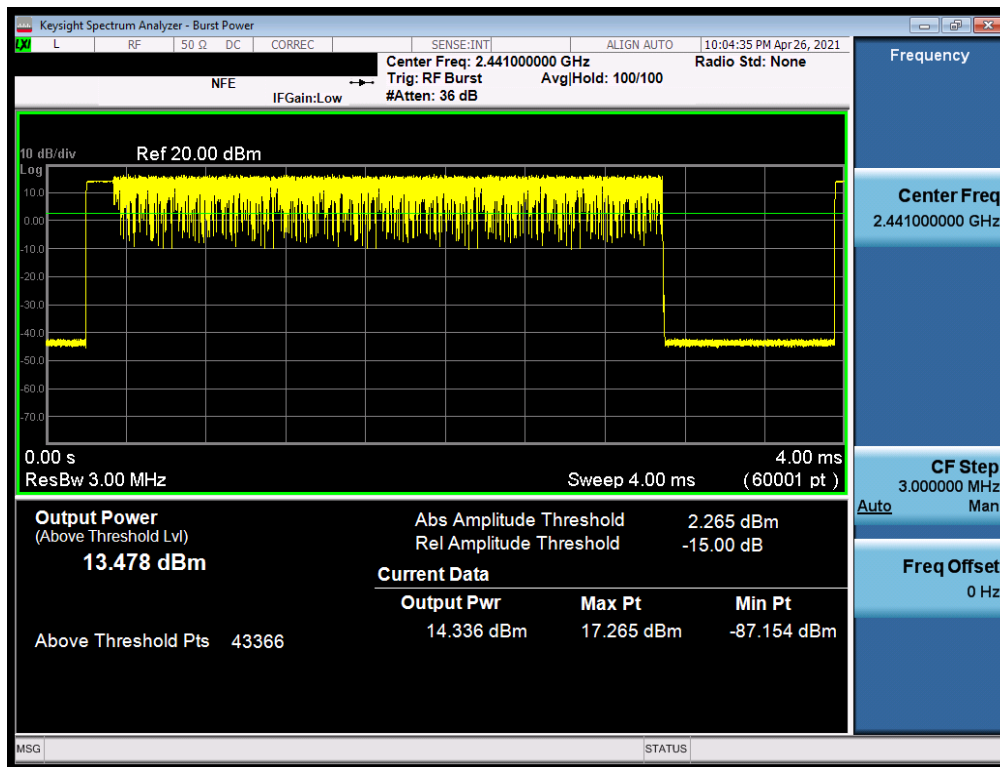 Keysight Spectrum Analyzer - Burst Power
LXI L RF 50 Ω DC CORREC SENSE:INT ALIGN AUTO 10:04:35 PM Apr 26, 2021
Center Freq: 2.441000000 GHz Radio Std: None
NFE Trig: RF Burst Avg|Hold: 100/100
IFGain:Low #Atten: 36 dB
10 dB/div Ref 20.00 dBm
Log
10.0
0.00
-10.0
-20.0
-30.0
-40.0
-50.0
-60.0
-70.0
0.00 s 4.00 ms
ResBw 3.00 MHz Sweep 4.00 ms (60001 pt )
Output Power
(Above Threshold Lvl)
13.478 dBm
Abs Amplitude Threshold 2.265 dBm
Rel Amplitude Threshold -15.00 dB
Current Data
Output Pwr Max Pt Min Pt
14.336 dBm 17.265 dBm -87.154 dBm
Above Threshold Pts 43366
MSG STATUS
Frequency
Center Freq
2.441000000 GHz
CF Step
3.000000 MHz
Auto Man
Freq Offset
0 Hz